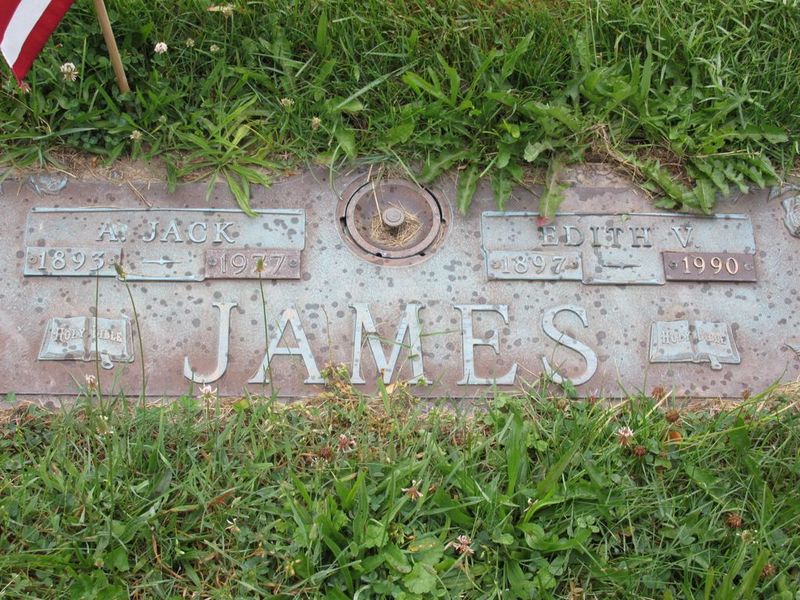 A. JACK
1893 1977
EDITH V.
1897 1990
HOLY BIBLE
JAMES
HOLY BIBLE